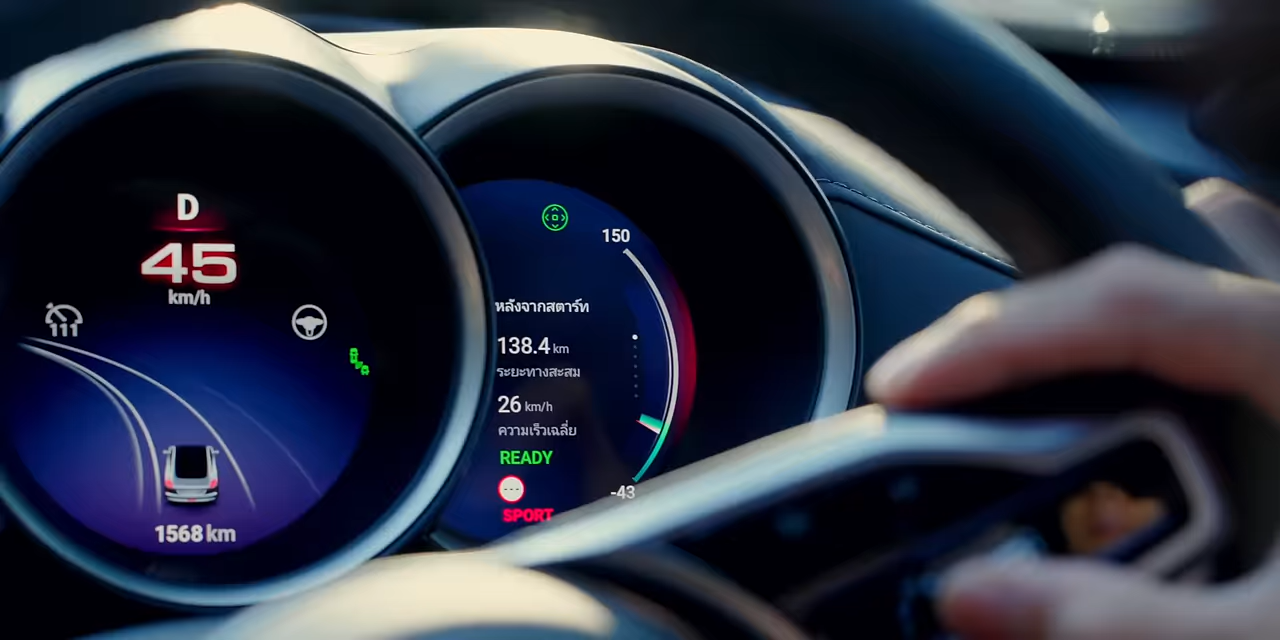 D
45
km/h
1568 km
150
หลังจากสตาร์ท
138.4 km
ระยะทางสะสม
26 km/h
ความเร็วเฉลี่ย
READY
---
-43
SPORT